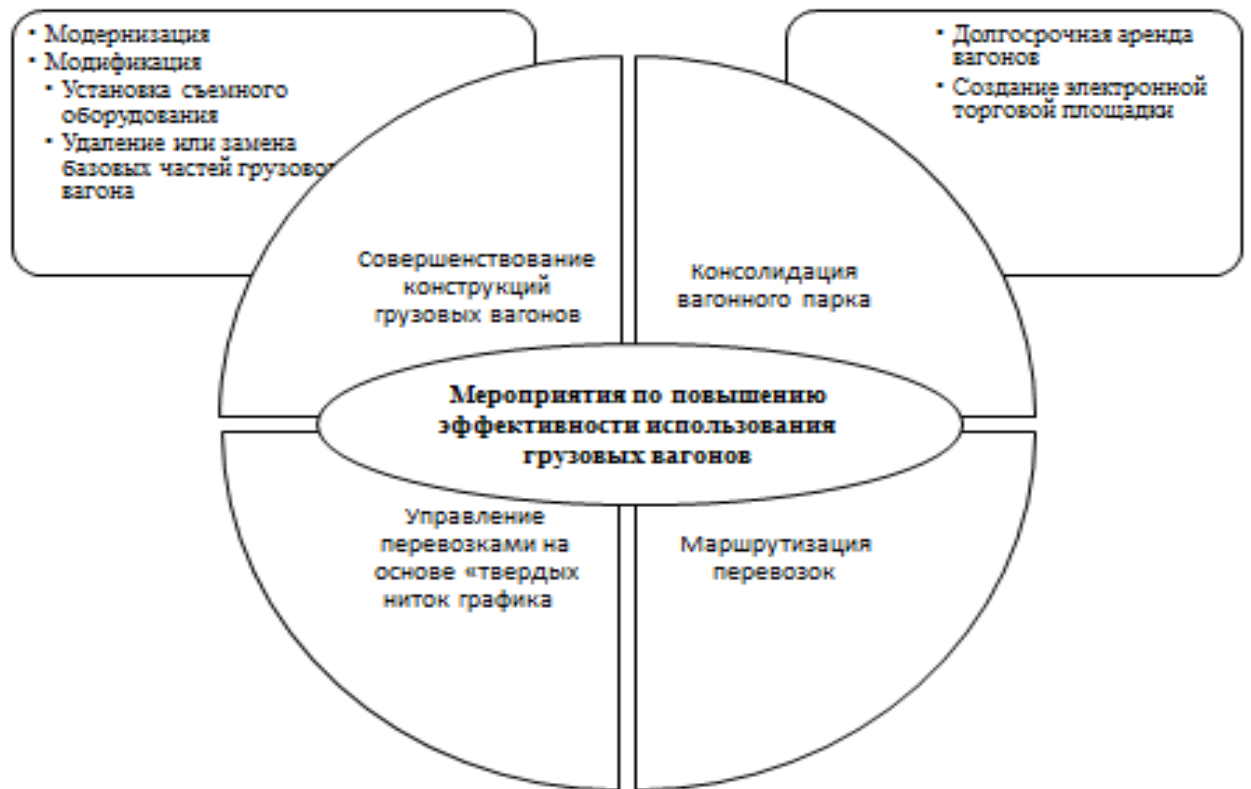 • Модернизация
• Модификация
• Установка съемного
оборудования
• Удаление или замена
базовых частей грузовог
вагона
• Долгосрочная аренда
вагонов
• Создание электронной
торговой площадки
Совершенствование
конструкций
грузовых вагонов
Консолидация
вагонного парка
Мероприятия по повышению
эффективности использования
грузовых вагонов
Управление
перевозками на
основе «твердых
ниток графика
Маршрутизация
перевозок